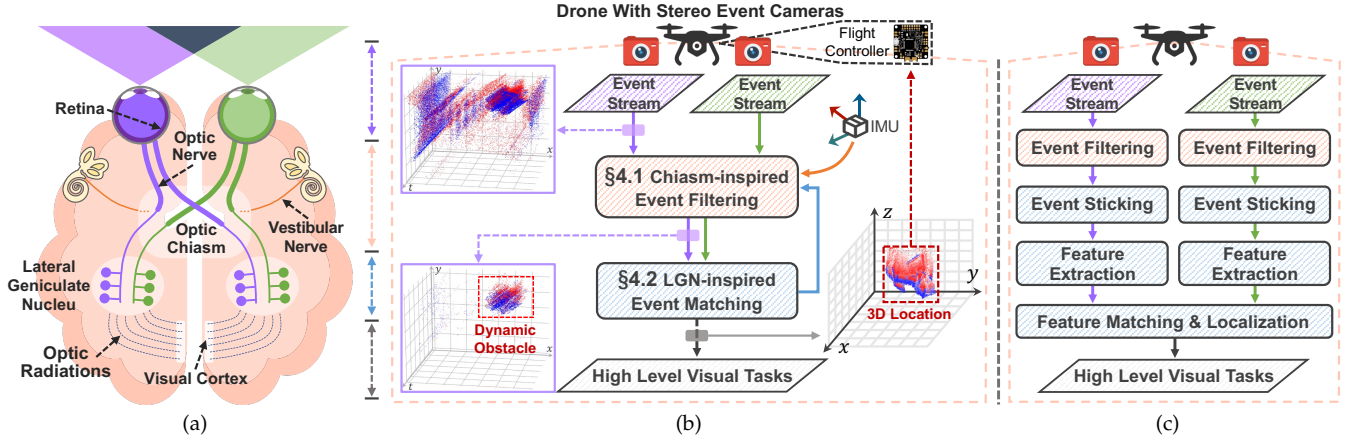 Retina
Optic
Nerve
Optic
Chiasm
Vestibular
Nerve
Lateral
Geniculate
Nucleu
Optic
Radiations
Visual Cortex
(a)
Drone With Stereo Event Cameras
Flight
Controller
Event
Stream
Event
Stream
IMU
y
x
t
§4.1 Chiasm-inspired
Event Filtering
§4.2 LGN-inspired
Event Matching
y
x
t
Dynamic
Obstacle
z
y
x
3D Location
High Level Visual Tasks
(b)
Event
Stream
Event
Stream
Event Filtering
Event Filtering
Event Sticking
Event Sticking
Feature
Extraction
Feature
Extraction
Feature Matching & Localization
High Level Visual Tasks
(c)